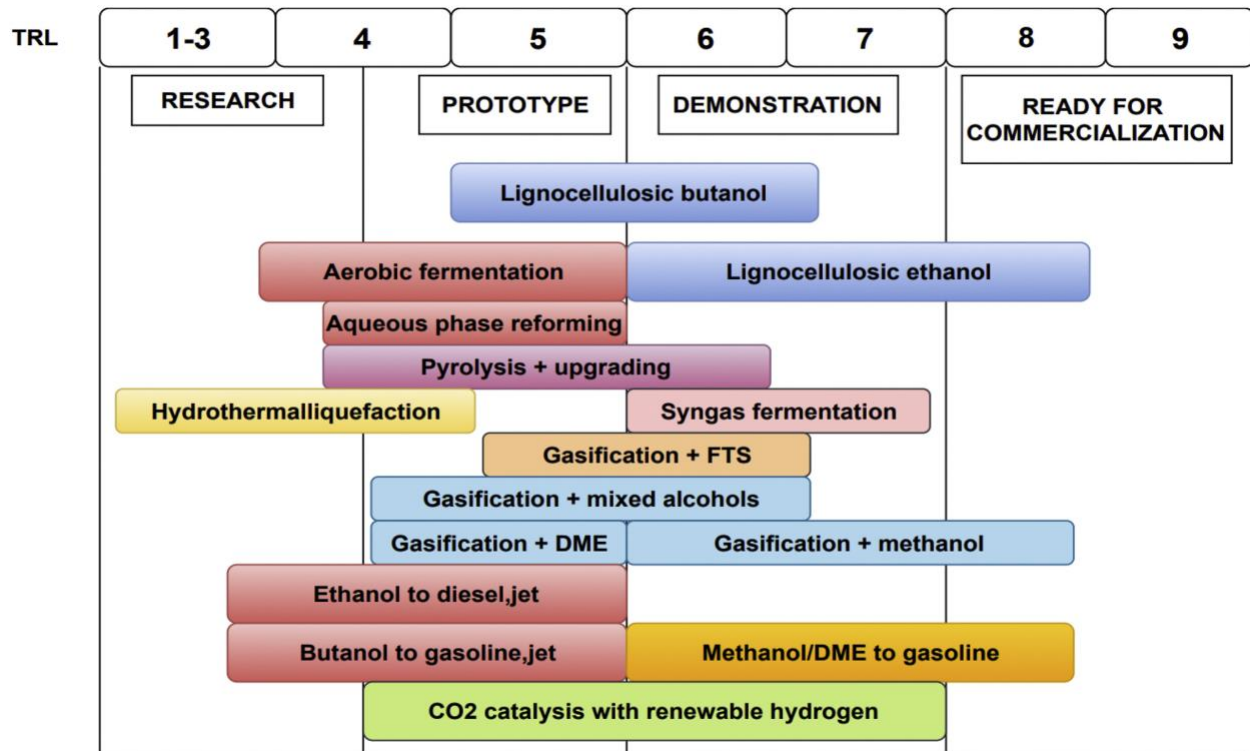 TRL 1-3 4 5 6 7 8 9
RESEARCH PROTOTYPE DEMONSTRATION READY FOR
COMMERCIALIZATION
Lignocellulosic butanol
Aerobic fermentation Lignocellulosic ethanol
Aqueous phase reforming
Pyrolysis + upgrading
Hydrothermalliquefaction Syngas fermentation
Gasification + FTS
Gasification + mixed alcohols
Gasification + DME Gasification + methanol
Ethanol to diesel,jet
Butanol to gasoline,jet Methanol/DME to gasoline
CO2 catalysis with renewable hydrogen